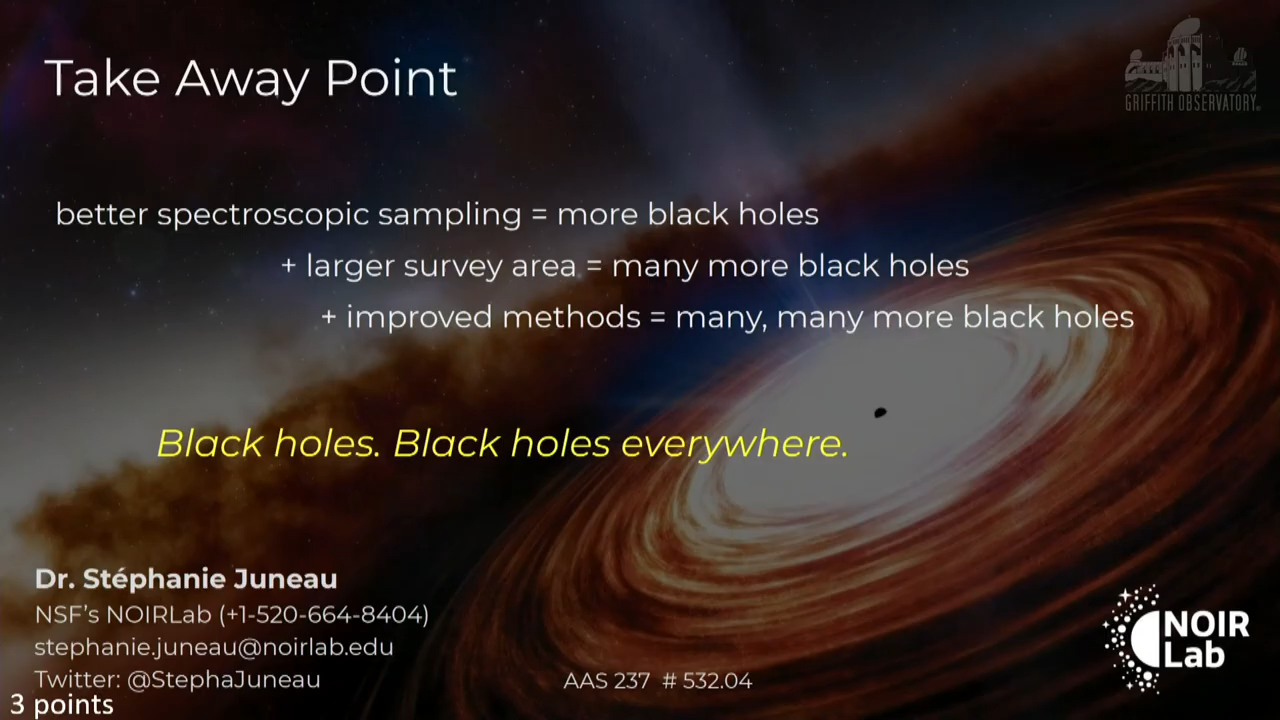 Take Away Point
GRIFFITH OBSERVATORY
better spectroscopic sampling = more black holes
+ larger survey area = many more black holes
+ improved methods = many, many more black holes
Black holes. Black holes everywhere.
Dr. Stéphanie Juneau
NSF’s NOIRLab (+1-520-664-8404)
stephanie.juneau@noirlab.edu
Twitter: @StephaJuneau
AAS 237 # 532.04
NOIR
Lab
3 points